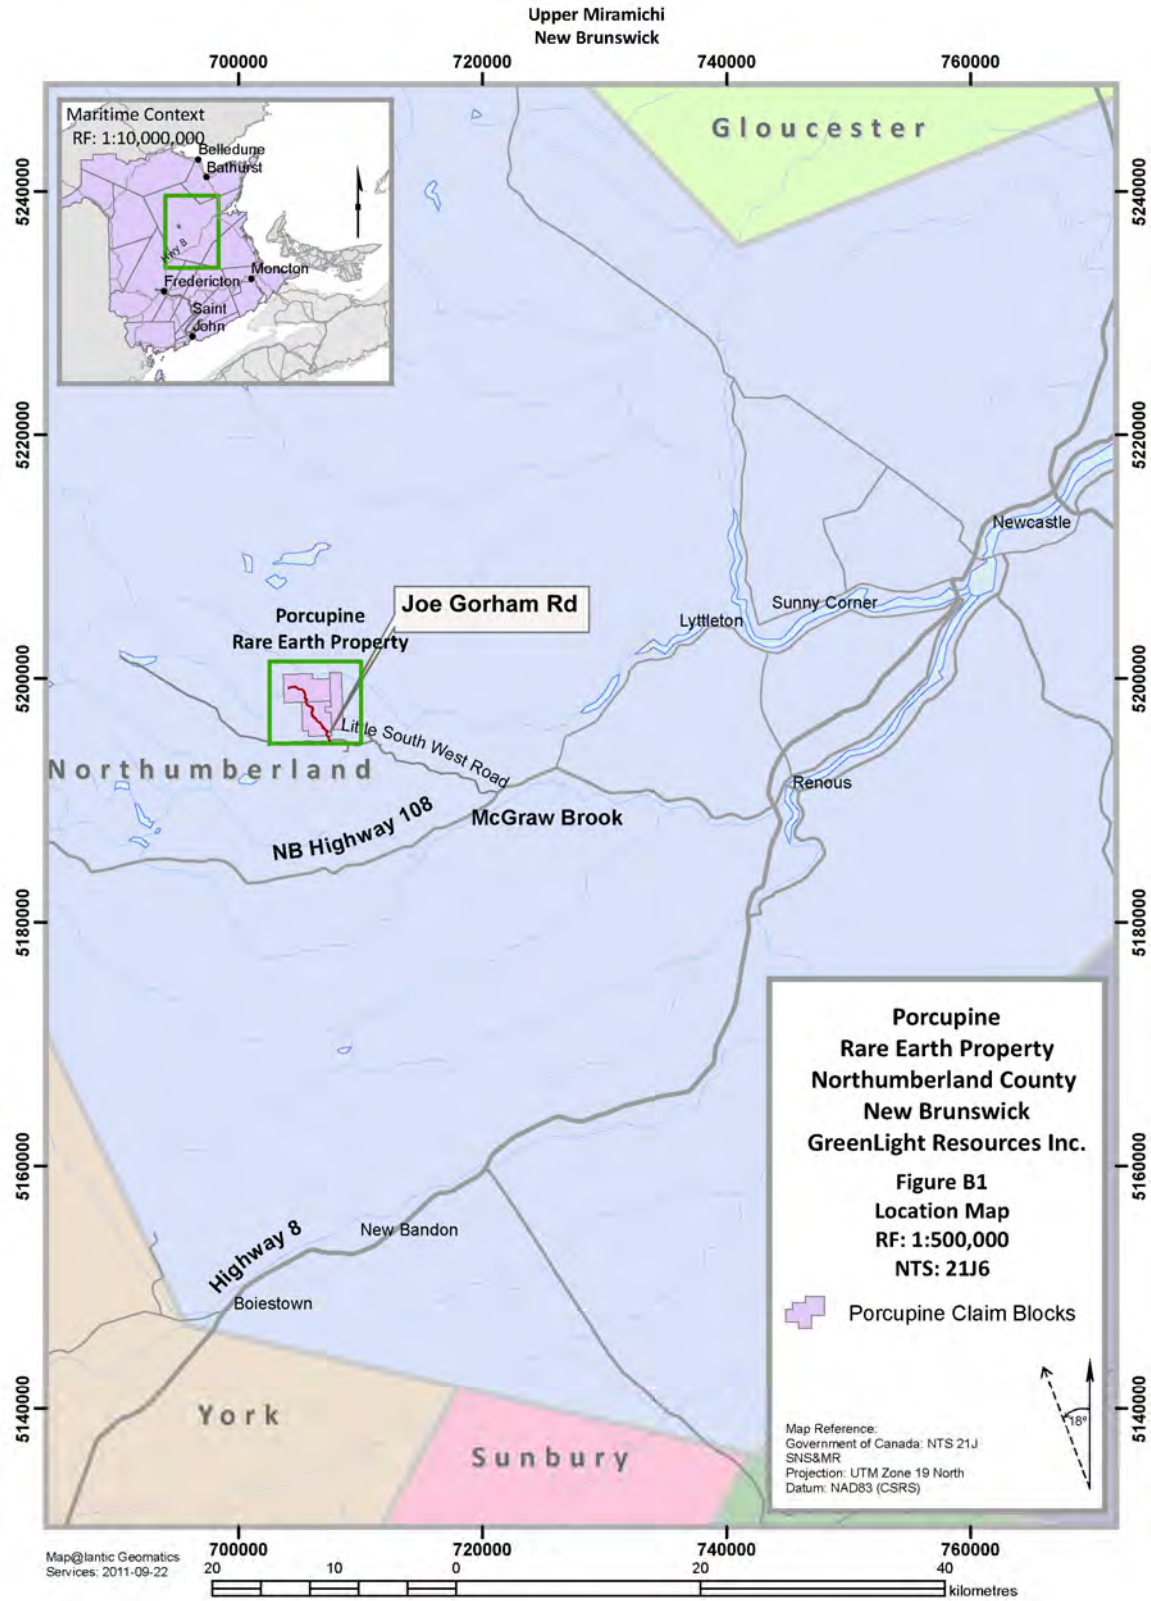 Upper Miramichi
New Brunswick
700000
720000
740000
760000
Maritime Context
RF: 1:10,000,000
Belledune
Bathurst
Hwy 8
Fredericton
Moncton
Saint
John
Gloucester
5240000
5240000
5220000
5220000
Newcastle
Joe Gorham Rd
Porcupine
Rare Earth Property
Sunny Corner
Lyttleton
5200000
5200000
Little South West Road
Northumberland
Renous
NB Highway 108
McGraw Brook
5180000
5180000
Porcupine
Rare Earth Property
Northumberland County
New Brunswick
GreenLight Resources Inc.
Figure B1
Location Map
RF: 1:500,000
NTS: 21J6
Porcupine Claim Blocks
18°
Map Reference:
Government of Canada: NTS 21J
SNS&MR
Projection: UTM Zone 19 North
Datum: NAD83 (CSRS)
5160000
5160000
New Bandon
Highway 8
Boiestown
5140000
5140000
York
Sunbury
700000
720000
740000
760000
Map@lantic Geomatics
Services: 2011-09-22
20
10
0
20
40
kilometres